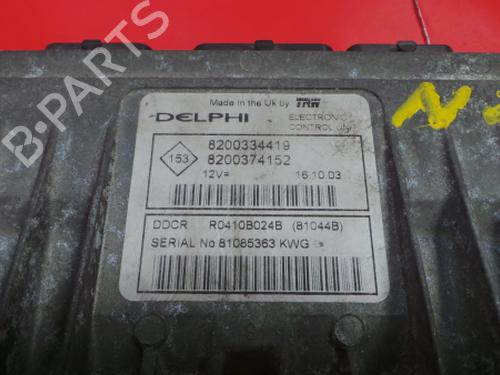 B-PARTS
Made in the Uk by TRW
DELPHI
ELECTRONIC
CONTROL UNIT
8200334419
153
8200374152
12V= 16.10.03
DDCR R0410B024B (81044B)
SERIAL No 81085363 KWG